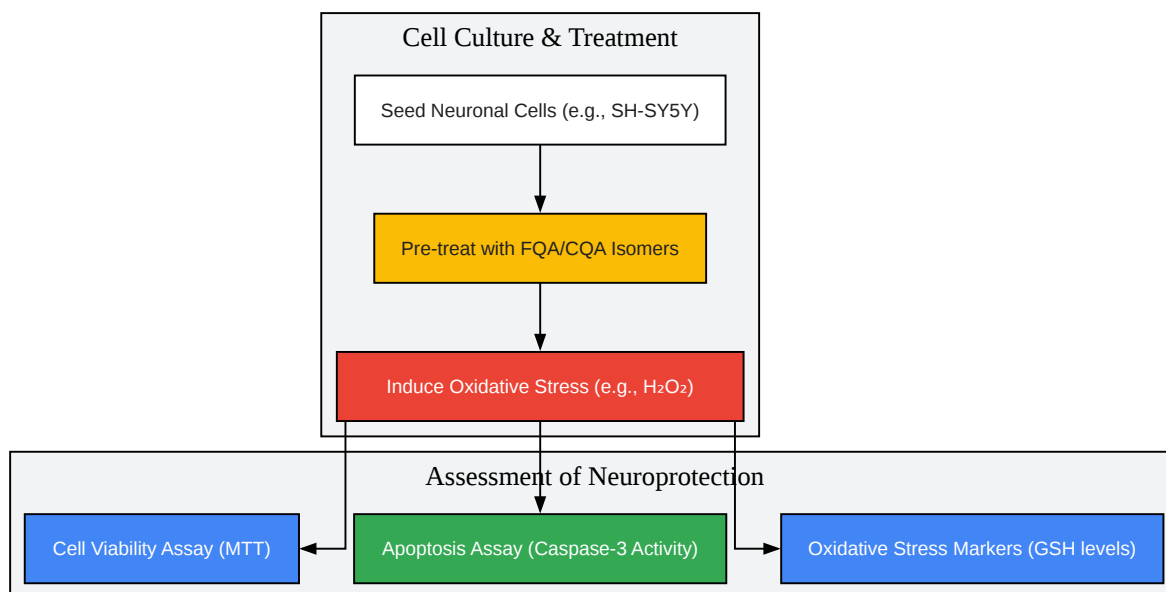 Cell Culture & Treatment
Seed Neuronal Cells (e.g., SH-SY5Y)
Pre-treat with FQA/CQA Isomers
Induce Oxidative Stress (e.g., H₂O₂)
Assessment of Neuroprotection
Cell Viability Assay (MTT)
Apoptosis Assay (Caspase-3 Activity)
Oxidative Stress Markers (GSH levels)